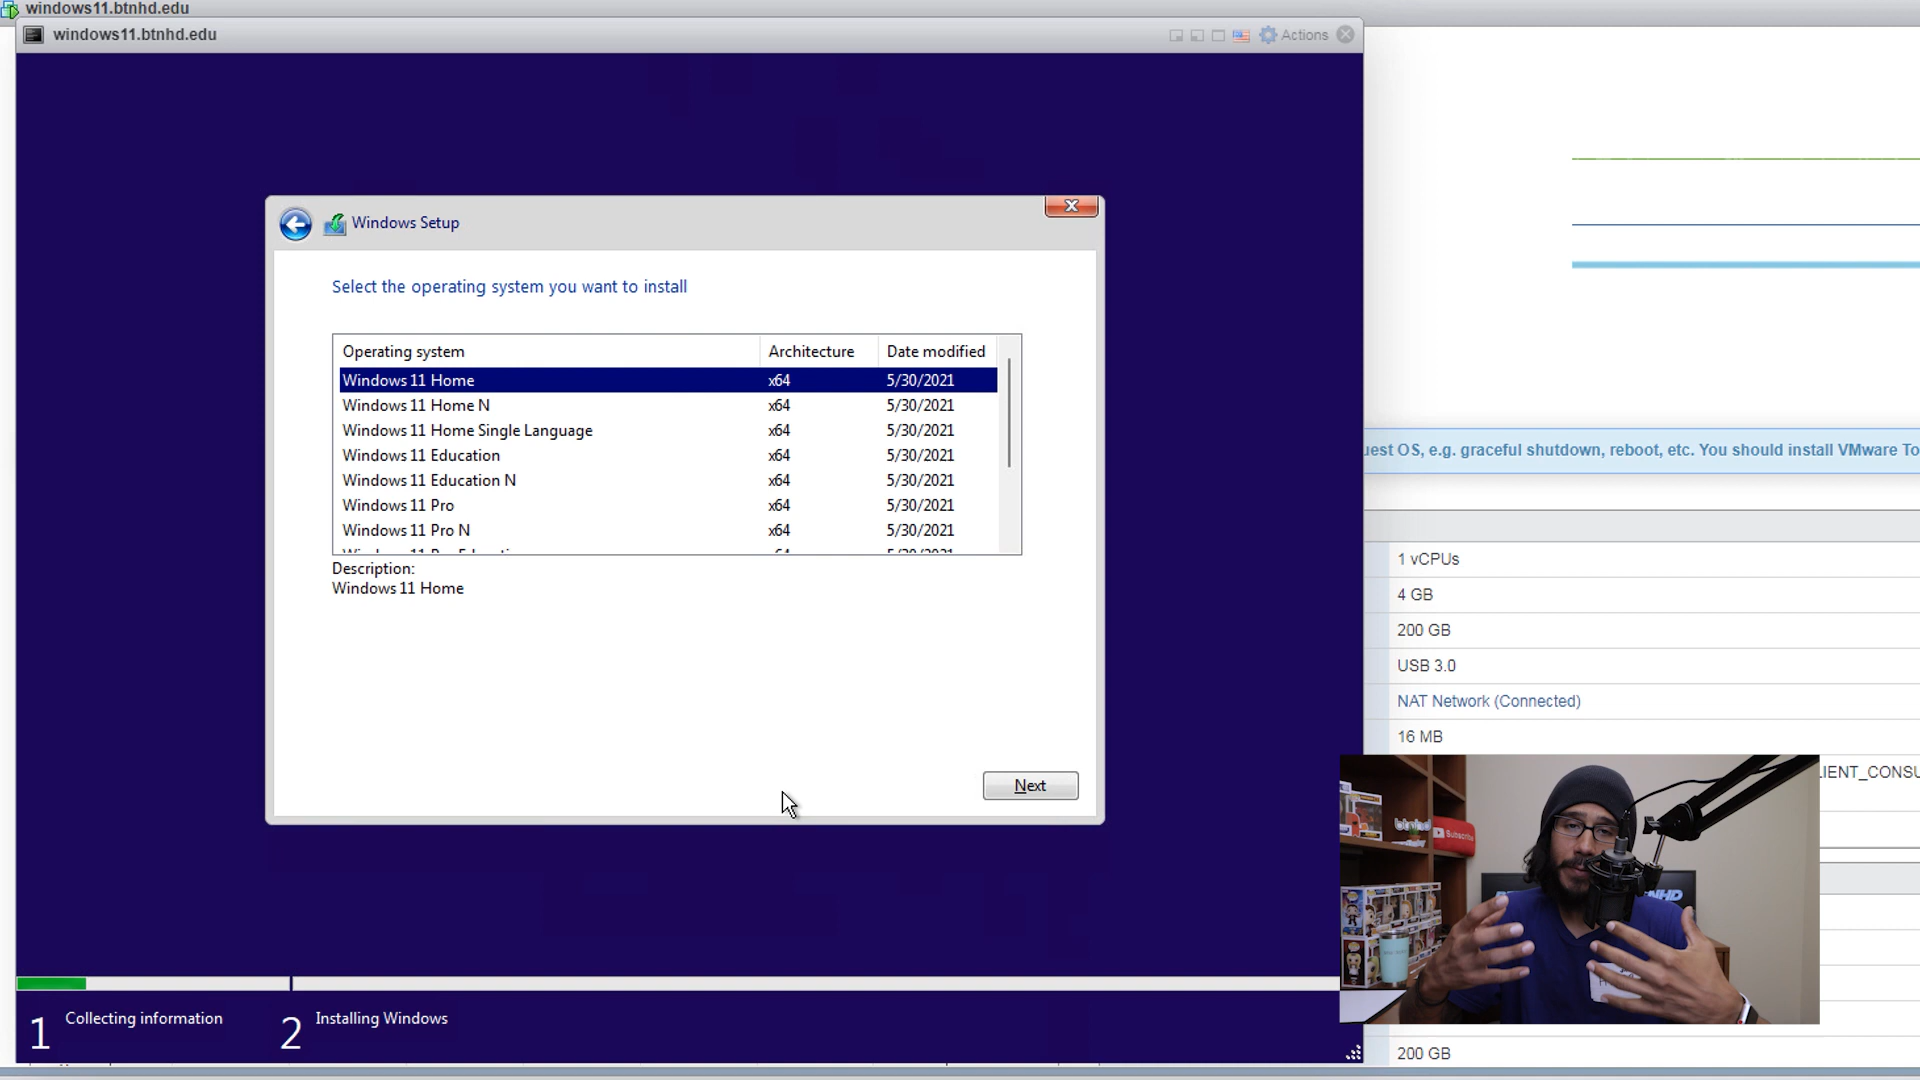 windows11.btnhd.edu
windows11.btnhd.edu
Actions
Windows Setup
Select the operating system you want to install
Operating system Architecture Date modified
Windows 11 Home x64 5/30/2021
Windows 11 Home N x64 5/30/2021
Windows 11 Home Single Language x64 5/30/2021
Windows 11 Education x64 5/30/2021
Windows 11 Education N x64 5/30/2021
Windows 11 Pro x64 5/30/2021
Windows 11 Pro N x64 5/30/2021
Description:
Windows 11 Home
Next
1 Collecting information
2 Installing Windows
uest OS, e.g. graceful shutdown, reboot, etc. You should install VMware To
1 vCPUs
4 GB
200 GB
USB 3.0
NAT Network (Connected)
16 MB
LIENT_CONSU
btnhd
Subscribe
200 GB